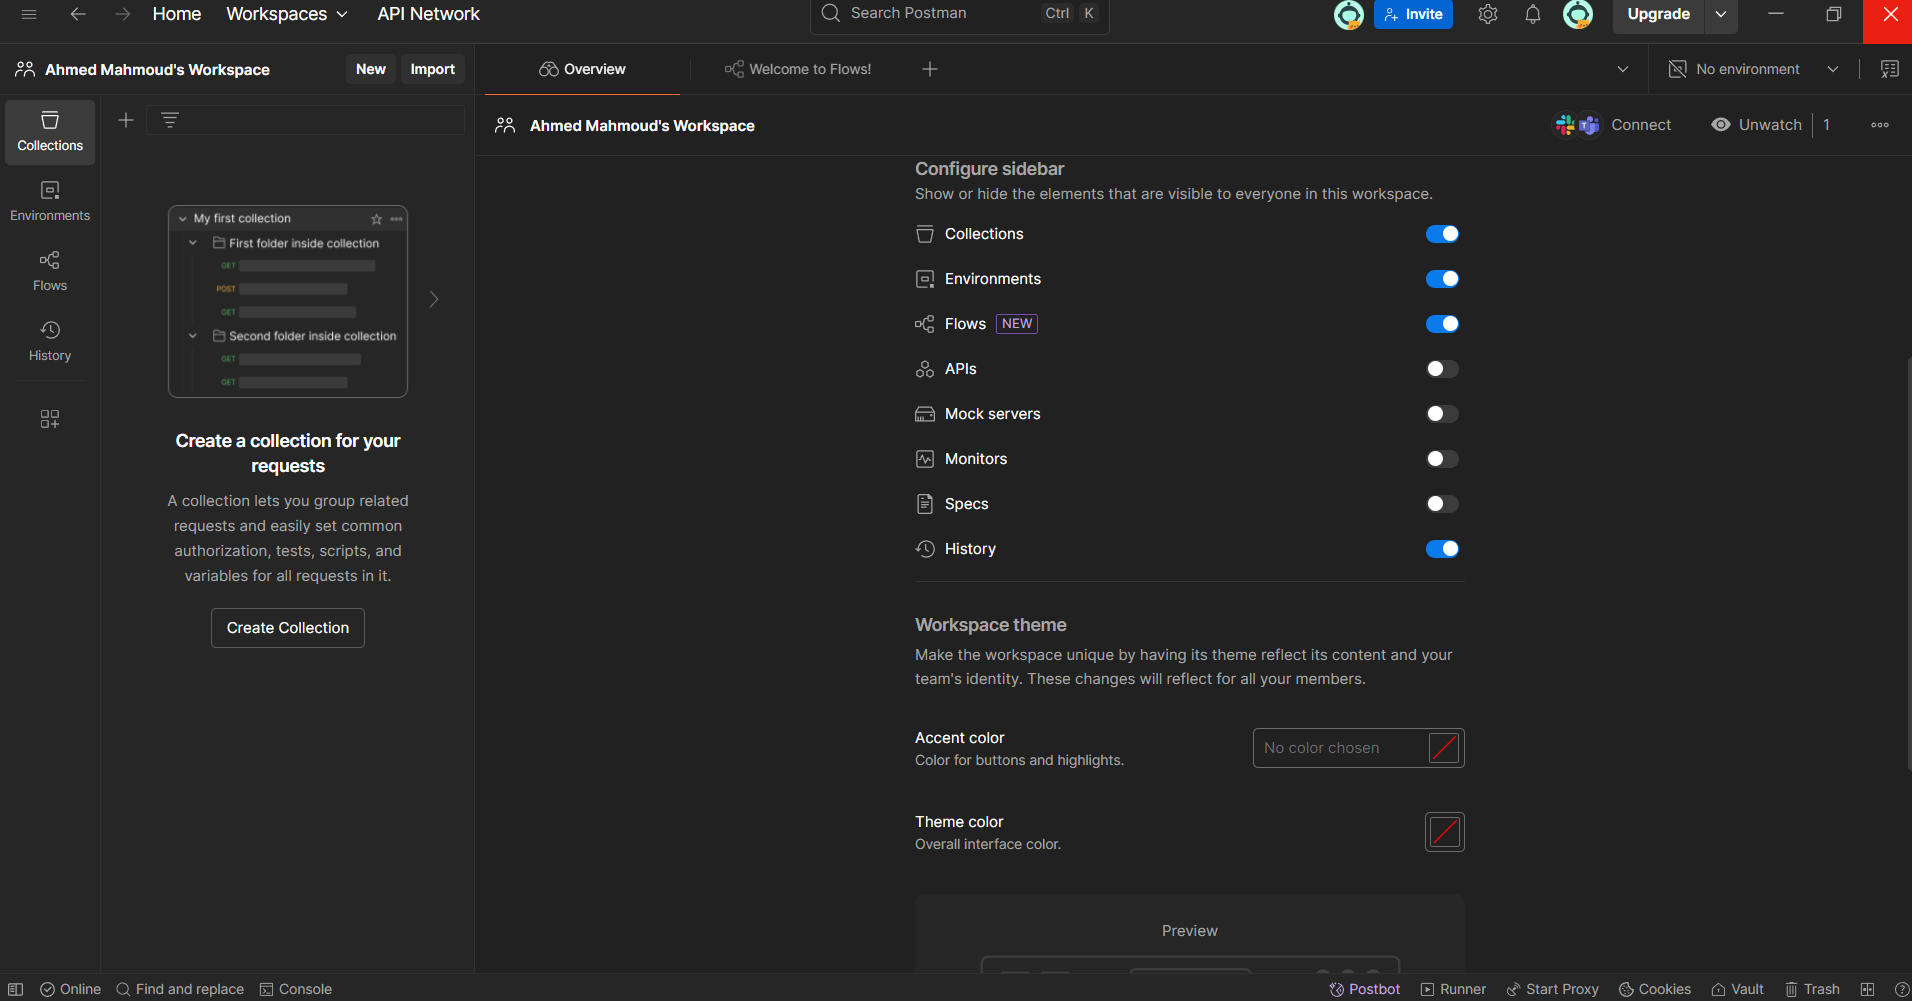 Home Workspaces API Network
Search Postman Ctrl K
Invite
Upgrade
Ahmed Mahmoud's Workspace
New Import
Overview
Welcome to Flows!
No environment
Collections
Environments
Flows
History
My first collection
First folder inside collection
GET
POST
GET
Second folder inside collection
GET
GET
Create a collection for your
requests
A collection lets you group related
requests and easily set common
authorization, tests, scripts, and
variables for all requests in it.
Create Collection
Ahmed Mahmoud's Workspace
Connect
Unwatch 1
Configure sidebar
Show or hide the elements that are visible to everyone in this workspace.
Collections
Environments
Flows NEW
APIs
Mock servers
Monitors
Specs
History
Workspace theme
Make the workspace unique by having its theme reflect its content and your
team's identity. These changes will reflect for all your members.
Accent color
Color for buttons and highlights.
No color chosen
Theme color
Overall interface color.
Preview
Online Find and replace Console
Postbot Runner Start Proxy Cookies Vault Trash